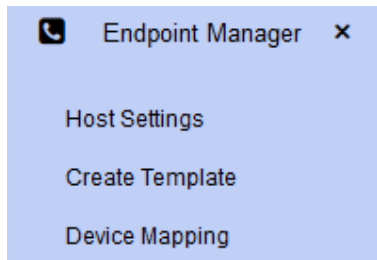 Endpoint Manager ×
Host Settings
Create Template
Device Mapping